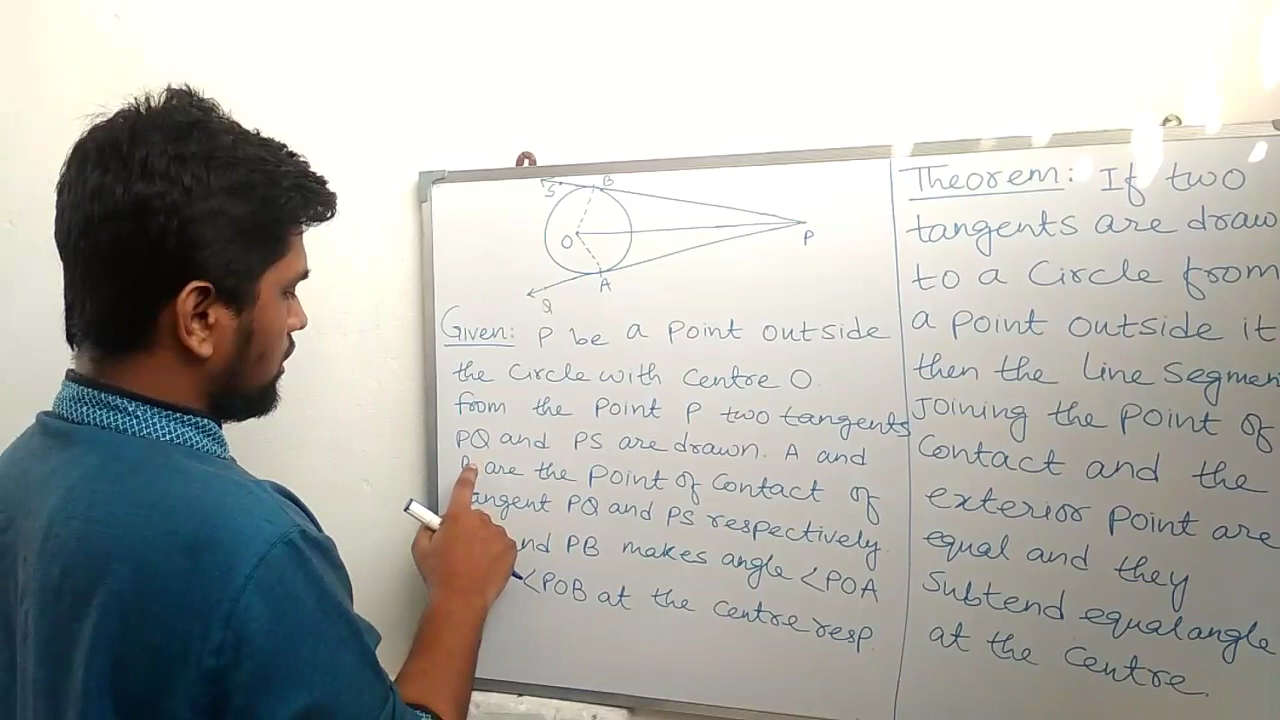 S
B
O
P
A
Q
Given: P be a point outside
the circle with centre O.
from the point P two tangents
PQ and PS are drawn. A and
are the point of contact of
tangent PQ and PS respectively
and PB makes angle <POA
<POB at the centre resp.
Theorem: If two
tangents are draw
to a circle from
a point outside it
then the line segmen
Joining the point of
contact and the
exterior point are
equal and they
subtend equal angle
at the centre.